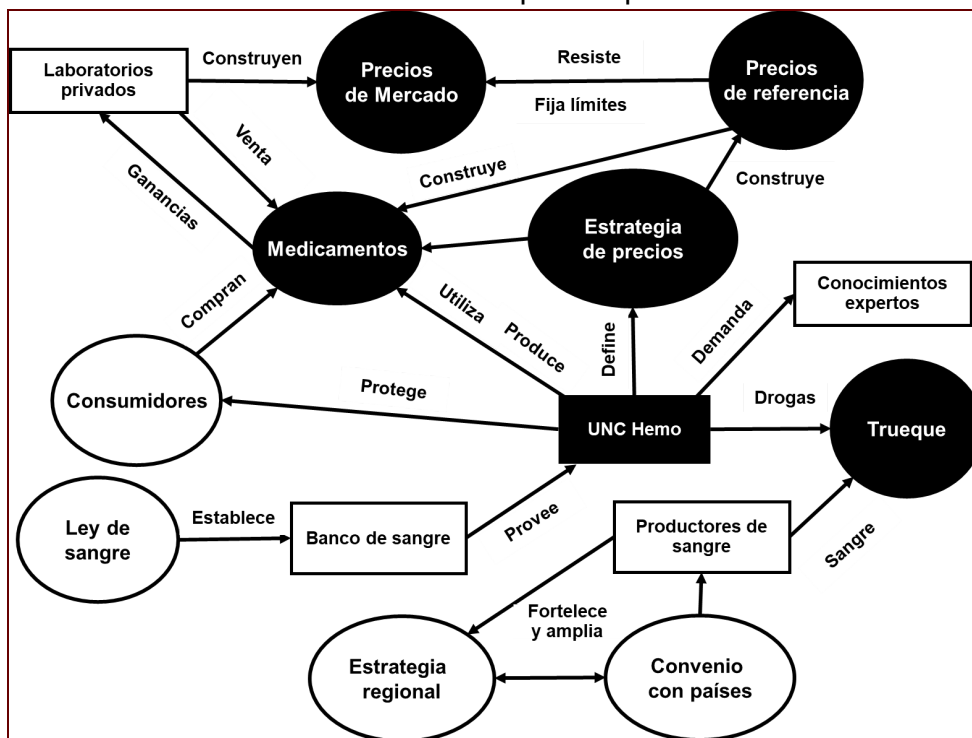 Laboratorios
privados
Construyen
Precios
de Mercado
Resiste
Fija límites
Precios
de referencia
Venta
Ganancias
Construye
Construye
Medicamentos
Estrategia
de precios
Conocimientos
expertos
Compran
Utiliza
Produce
Define
Demanda
Consumidores
Protege
UNC Hemo
Drogas
Trueque
Ley de
sangre
Establece
Banco de sangre
Provee
Productores de
sangre
Sangre
Fortelece
y amplia
Estrategia
regional
Convenio
con países